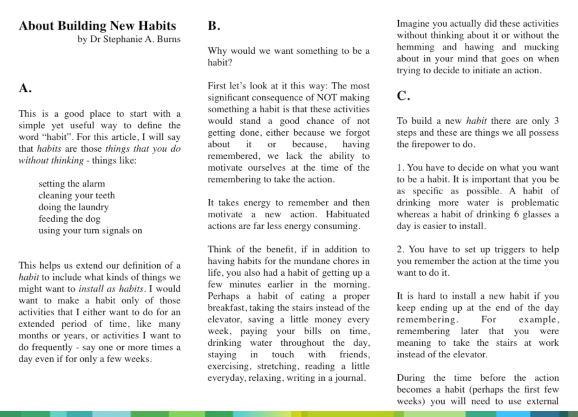 About Building New Habits
by Dr Stephanie A. Burns
A.
This is a good place to start with a
simple yet useful way to define the
word “habit”. For this article, I will say
that habits are those things that you do
without thinking - things like:
setting the alarm
cleaning your teeth
doing the laundry
feeding the dog
using your turn signals on
This helps us extend our definition of a
habit to include what kinds of things we
might want to install as habits. I would
want to make a habit only of those
activities that I either want to do for an
extended period of time, like many
months or years, or activities I want to
do frequently - say one or more times a
day even if for only a few weeks.
B.
Why would we want something to be a
habit?
First let’s look at it this way: The most
significant consequence of NOT making
something a habit is that these activities
would stand a good chance of not
getting done, either because we forgot
about it or because, having
remembered, we lack the ability to
motivate ourselves at the time of the
remembering to take the action.
It takes energy to remember and then
motivate a new action. Habituated
actions are far less energy consuming.
Think of the benefit, if in addition to
having habits for the mundane chores in
life, you also had a habit of getting up a
few minutes earlier in the morning.
Perhaps a habit of eating a proper
breakfast, taking the stairs instead of the
elevator, saving a little money every
week, paying your bills on time,
drinking water throughout the day,
staying in touch with friends,
exercising, stretching, reading a little
everyday, relaxing, writing in a journal.
Imagine you actually did these activities
without thinking about it or without the
hemming and hawing and mucking
about in your mind that goes on when
trying to decide to initiate an action.
C.
To build a new habit there are only 3
steps and these are things we all possess
the firepower to do.
1. You have to decide on what you want
to be a habit. It is important that you be
as specific as possible. A habit of
drinking more water is problematic
whereas a habit of drinking 6 glasses a
day is easier to install.
2. You have to set up triggers to help
you remember the action at the time you
want to do it.
It is hard to install a new habit if you
keep ending up at the end of the day
remembering. For example,
remembering later that you were
meaning to take the stairs at work
instead of the elevator.
During the time before the action
becomes a habit (perhaps the first few
weeks) you will need to use external